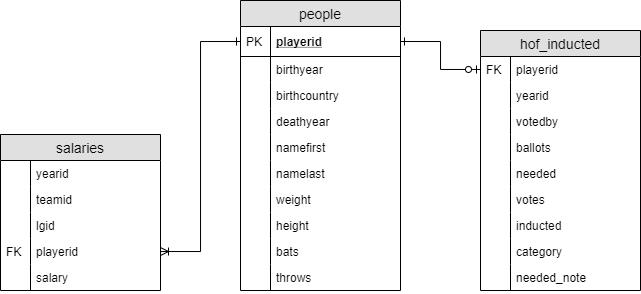 people
PK playerid
birthyear
birthcountry
deathyear
namefirst
namelast
weight
height
bats
throws
hof_inducted
FK playerid
yearid
votedby
ballots
needed
votes
inducted
category
needed_note
salaries
yearid
teamid
lgid
FK playerid
salary